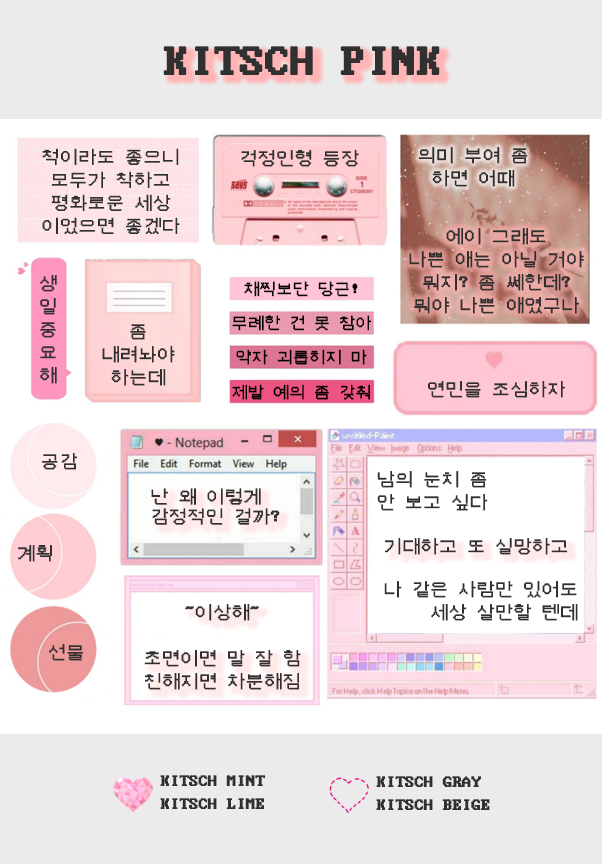 KITSCH PINK
척이라도 좋으니
모두가 착하고
평화로운 세상
이었으면 좋겠다
걱정인형 등장
SIDE
1
의미 부여 좀
하면 어때
에이 그래도
나쁜 애는 아닐 거야
뭐지? 좀 쎄한데?
뭐야 나쁜 애였구나
생일중요해
좀
내려놔야
하는데
채찍보단 당근!
무례한 건 못 참아
약자 괴롭히지 마
제발 예의 좀 갖춰
연민을 조심하자
공감
계획
선물
♥ - Notepad
File Edit Format View Help
난 왜 이렇게
감정적인 걸까?
~이상해~
초면이면 말 잘 함
친해지면 차분해짐
untitled-Paint
File Edit View Image Options Help
남의 눈치 좀
안 보고 싶다
기대하고 또 실망하고
나 같은 사람만 있어도
세상 살만할 텐데
For Help, click Help Topics on the Help Menu.
KITSCH MINT
KITSCH LIME
KITSCH GRAY
KITSCH BEIGE